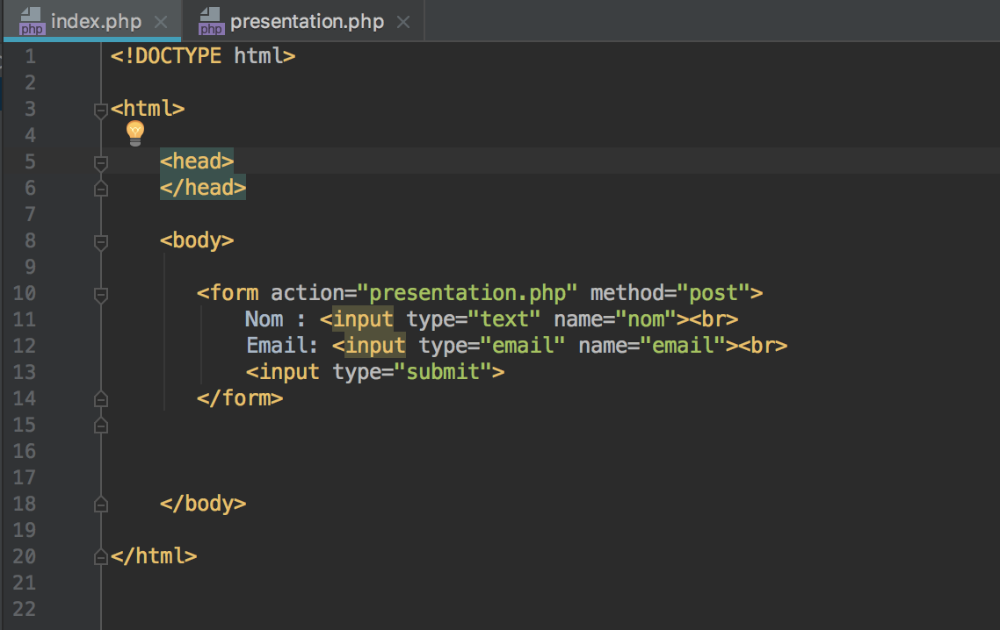 index.php presentation.php
1 <!DOCTYPE html>
2
3 <html>
4
5 <head>
6 </head>
7
8 <body>
9
10 <form action="presentation.php" method="post">
11 Nom : <input type="text" name="nom"><br>
12 Email: <input type="email" name="email"><br>
13 <input type="submit">
14 </form>
15
16
17
18 </body>
19
20 </html>
21
22